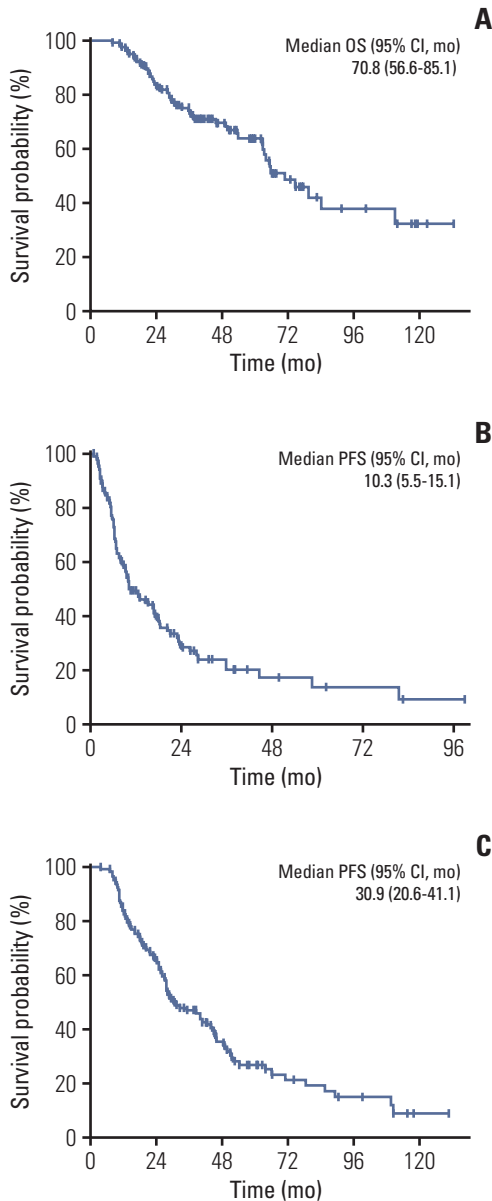 A
Median OS (95% CI, mo)
70.8 (56.6-85.1)
Survival probability (%)
100
80
60
40
20
0
0 24 48 72 96 120
Time (mo)
B
Median PFS (95% CI, mo)
10.3 (5.5-15.1)
Survival probability (%)
100
80
60
40
20
0
0 24 48 72 96
Time (mo)
C
Median PFS (95% CI, mo)
30.9 (20.6-41.1)
Survival probability (%)
100
80
60
40
20
0
0 24 48 72 96 120
Time (mo)